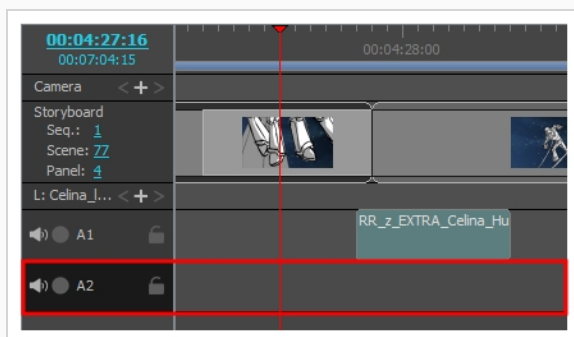 00:04:27:16
00:07:04:15
00:04:28:00
Camera
Storyboard
Seq.: 1
Scene: 77
Panel: 4
L: Celina_l...
RR_z_EXTRA_Celina_Hu
A1
A2